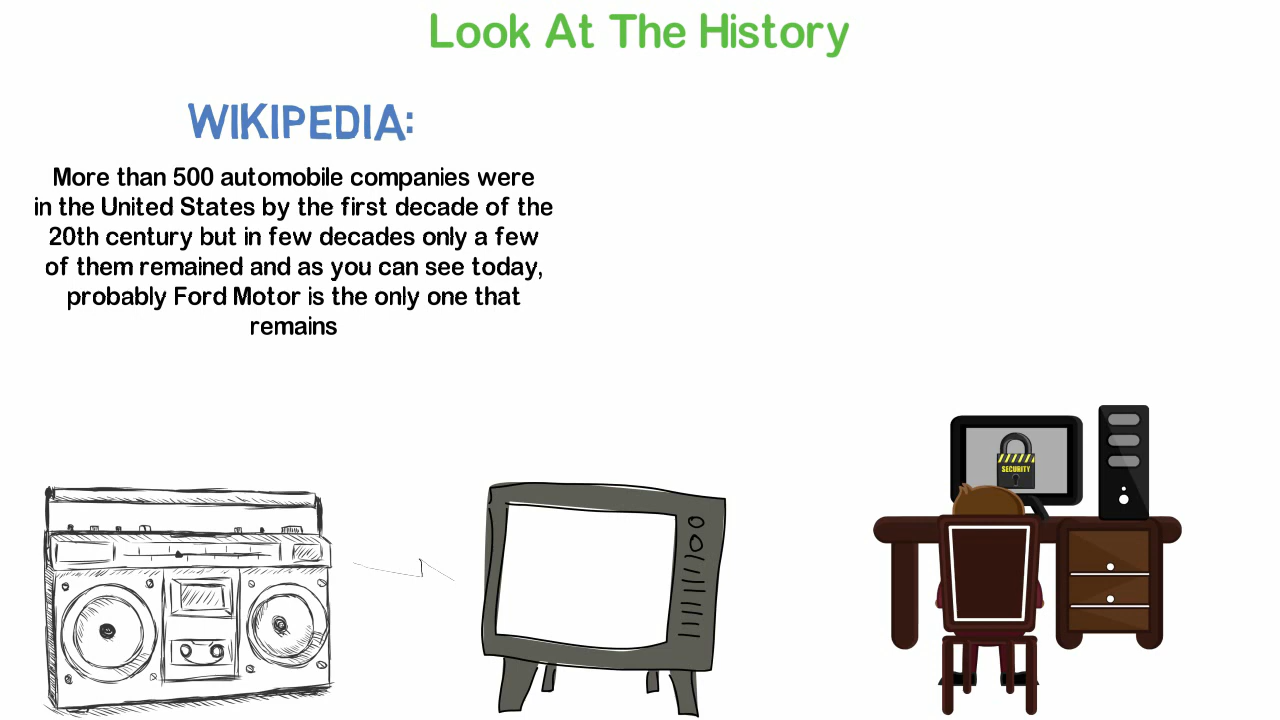 Look At The History
WIKIPEDIA:
More than 500 automobile companies were
in the United States by the first decade of the
20th century but in few decades only a few
of them remained and as you can see today,
probably Ford Motor is the only one that
remains
SECURITY